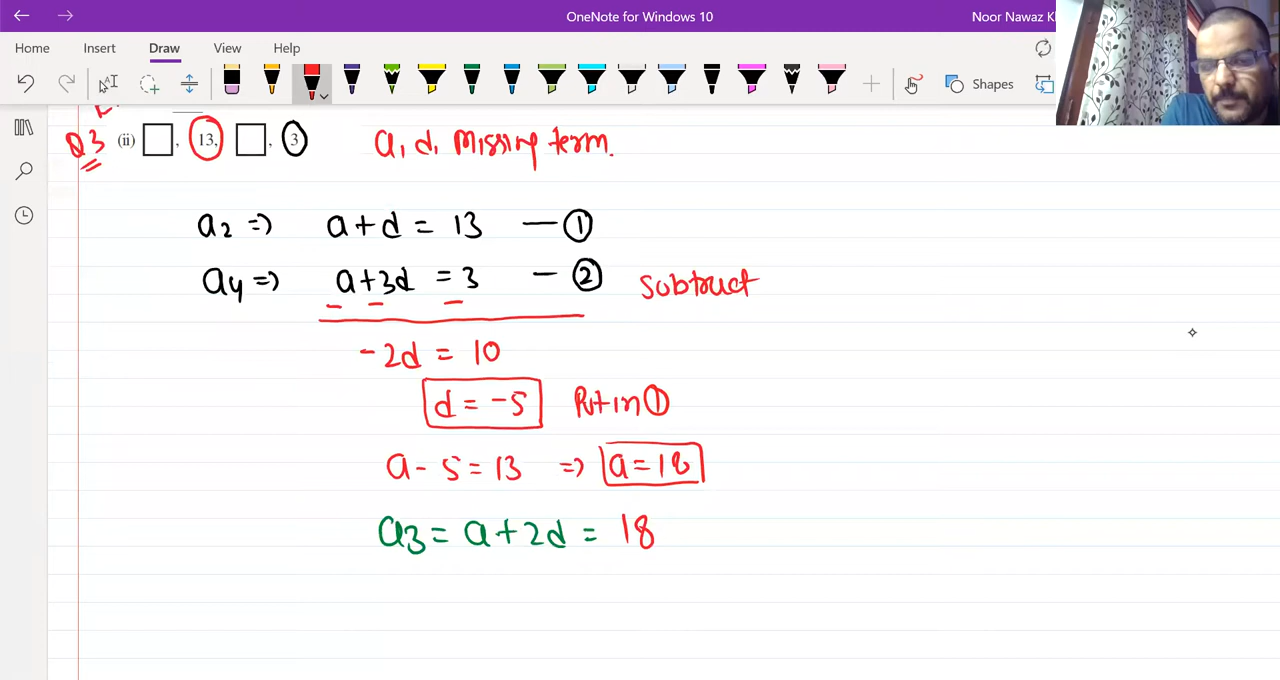 OneNote for Windows 10
Noor Nawaz Kh
Home Insert Draw View Help
Shapes
Q3 (ii) □, 13, □, 3 a, d, Missing term.
a2 => a+d = 13 — ①
a4 => a+3d = 3 — ② Subtract
- - -
-2d = 10
d = -5 Put in ①
a - 5 = 13 => a = 18
a3 = a+2d = 18